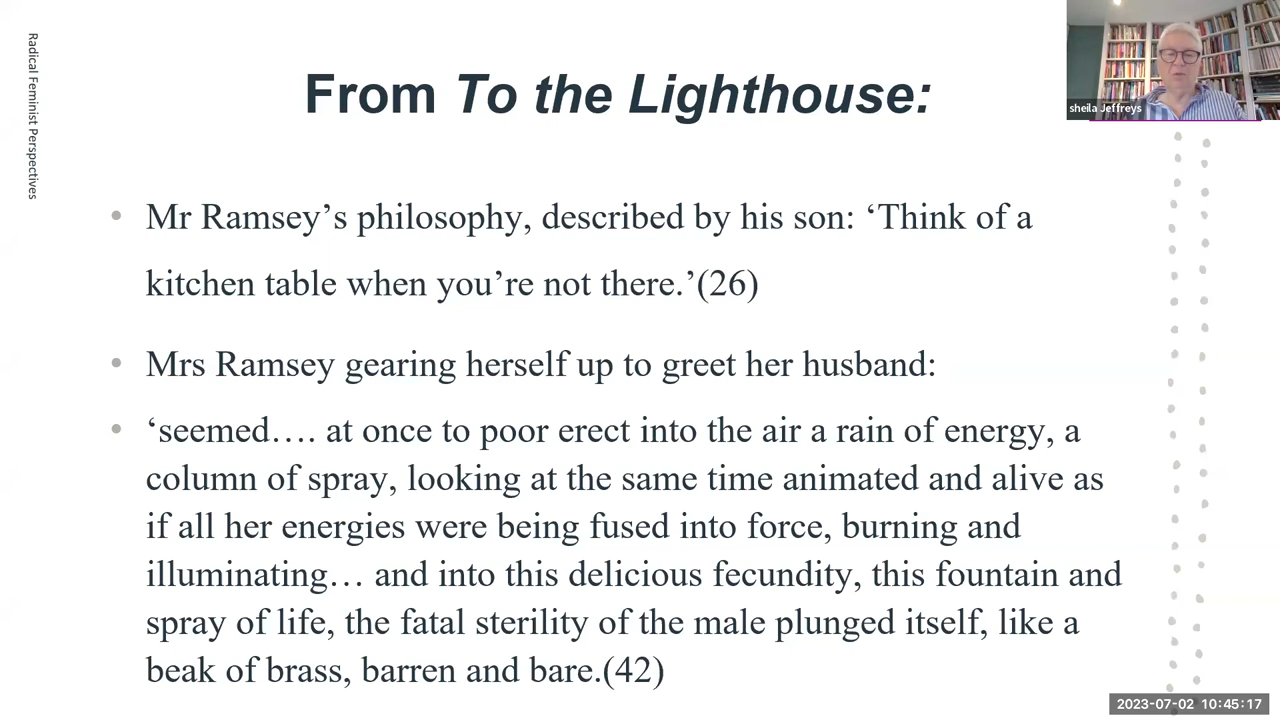 Radical Feminist Perspectives
From To the Lighthouse:
sheila Jeffreys
• Mr Ramsey’s philosophy, described by his son: ‘Think of a
kitchen table when you’re not there.’(26)
• Mrs Ramsey gearing herself up to greet her husband:
• ‘seemed…. at once to poor erect into the air a rain of energy, a
column of spray, looking at the same time animated and alive as
if all her energies were being fused into force, burning and
illuminating… and into this delicious fecundity, this fountain and
spray of life, the fatal sterility of the male plunged itself, like a
beak of brass, barren and bare.(42)
2023-07-02 10:45:17